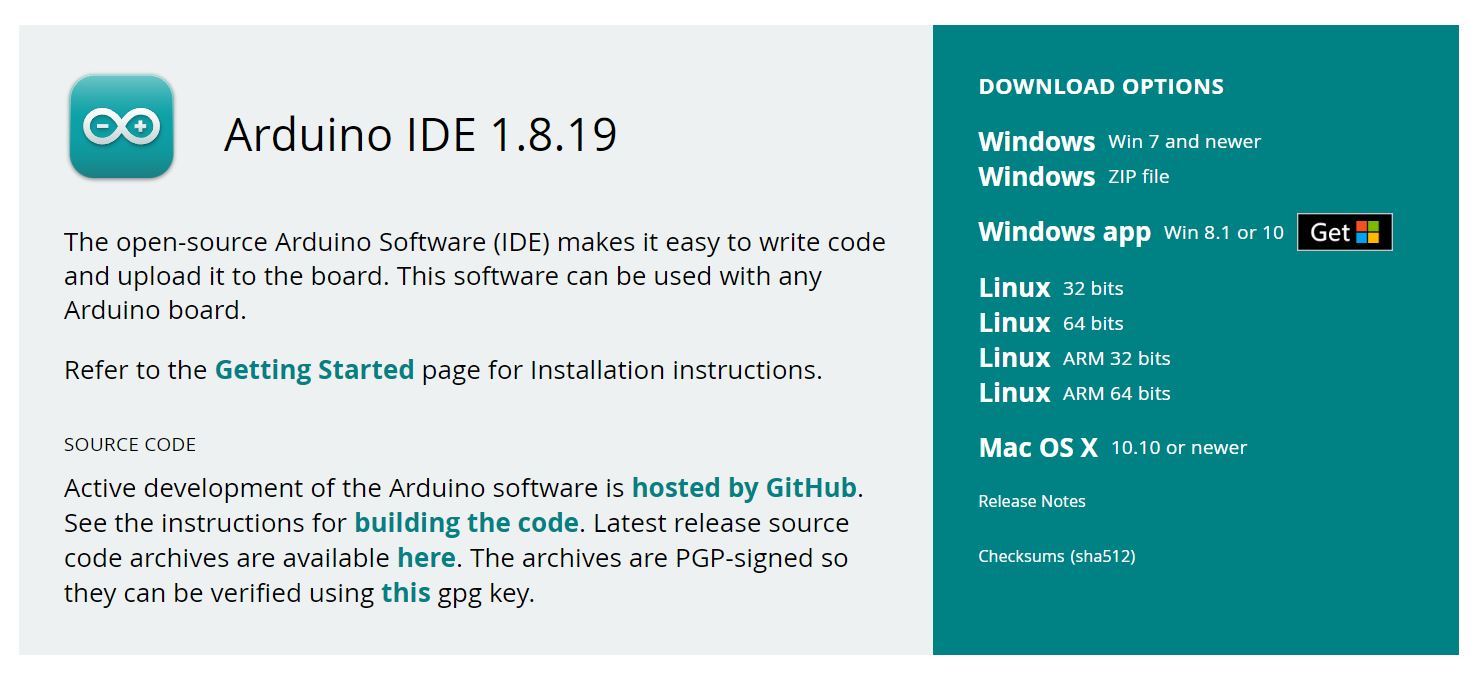 Arduino IDE 1.8.19
The open-source Arduino Software (IDE) makes it easy to write code
and upload it to the board. This software can be used with any
Arduino board.
Refer to the Getting Started page for Installation instructions.
SOURCE CODE
Active development of the Arduino software is hosted by GitHub.
See the instructions for building the code. Latest release source
code archives are available here. The archives are PGP-signed so
they can be verified using this gpg key.
DOWNLOAD OPTIONS
Windows Win 7 and newer
Windows ZIP file
Windows app Win 8.1 or 10 Get
Linux 32 bits
Linux 64 bits
Linux ARM 32 bits
Linux ARM 64 bits
Mac OS X 10.10 or newer
Release Notes
Checksums (sha512)